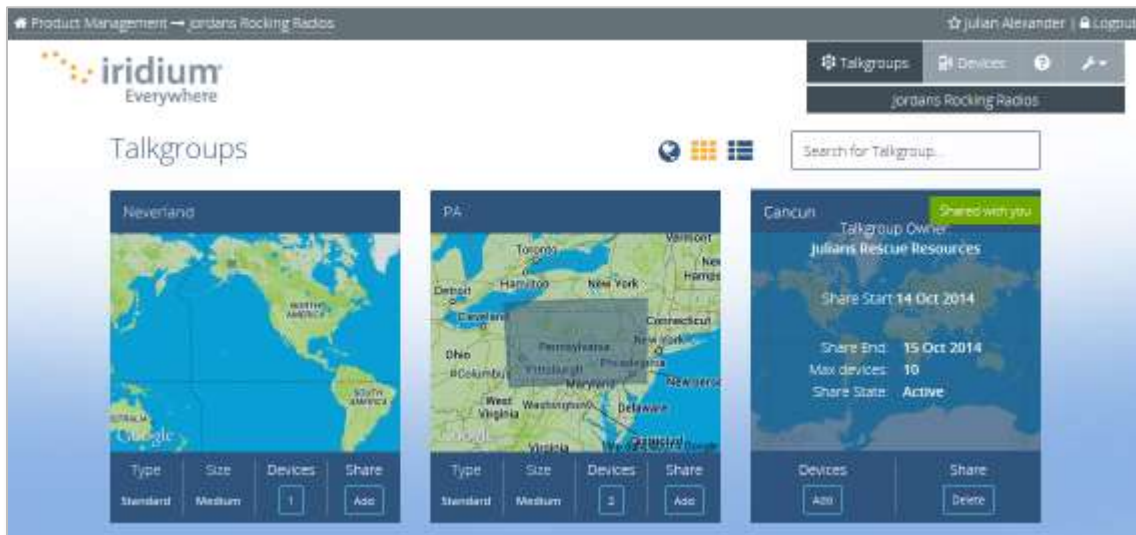 Product Management → Jordans Rocking Radios
Julian Alexander | Logout
iridium
Everywhere
Talkgroups Devices
Jordans Rocking Radios
Talkgroups
Search for Talkgroup...
Neverland
NORTH
AMERICA
SOUTH
AMERICA
Google
Type Size Devices Share
Standard Medium 1 Add
PA
Vermont
Toronto
Hamilton New York
Detroit
Cleveland Connecticut
New York
Ohio Pennsylvania
Pittsburgh Philadelphia
Columbus Maryland New Jersey
West
Virginia Washington Delaware
Virginia
Type Size Devices Share
Standard Medium 2 Add
Cancun
Shared with you
Talkgroup Owner:
Julians Rescue Resources
Share Start 14 Oct 2014
Share End: 15 Oct 2014
Max devices: 10
Share State: Active
Devices Share
Add Delete